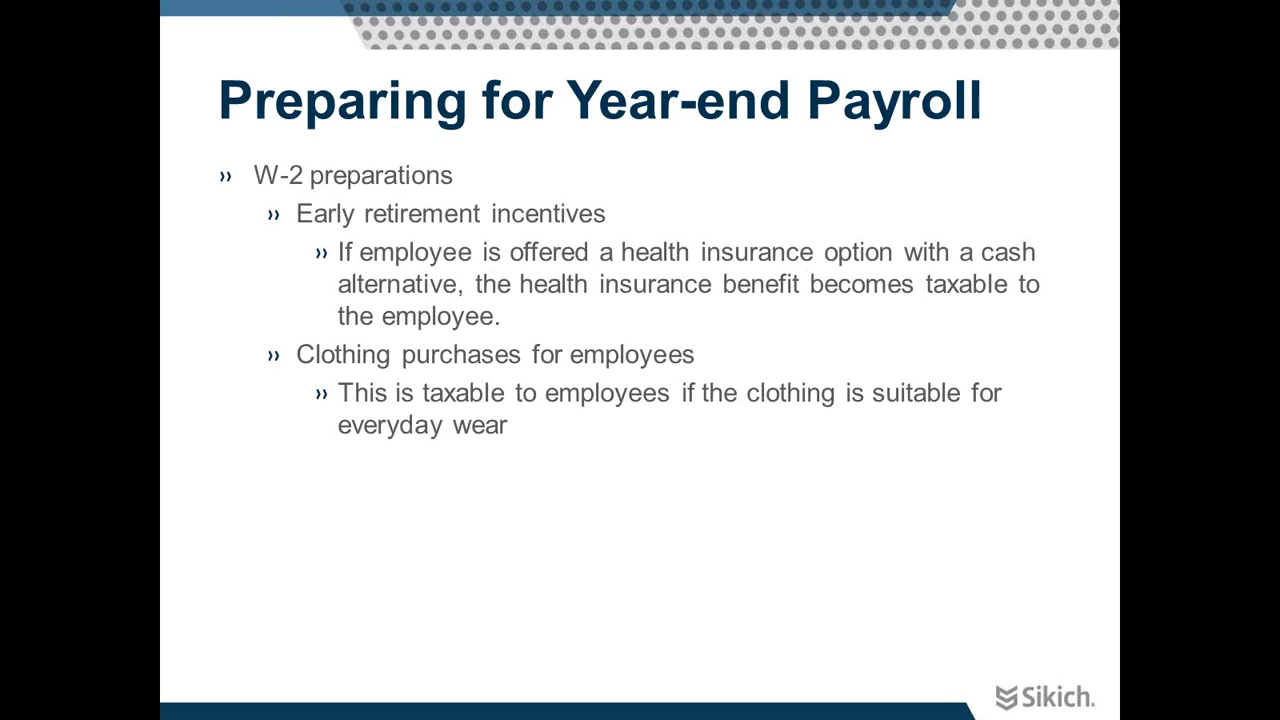 Preparing for Year-end Payroll
» W-2 preparations
» Early retirement incentives
» If employee is offered a health insurance option with a cash
alternative, the health insurance benefit becomes taxable to
the employee.
» Clothing purchases for employees
» This is taxable to employees if the clothing is suitable for
everyday wear
Sikich.